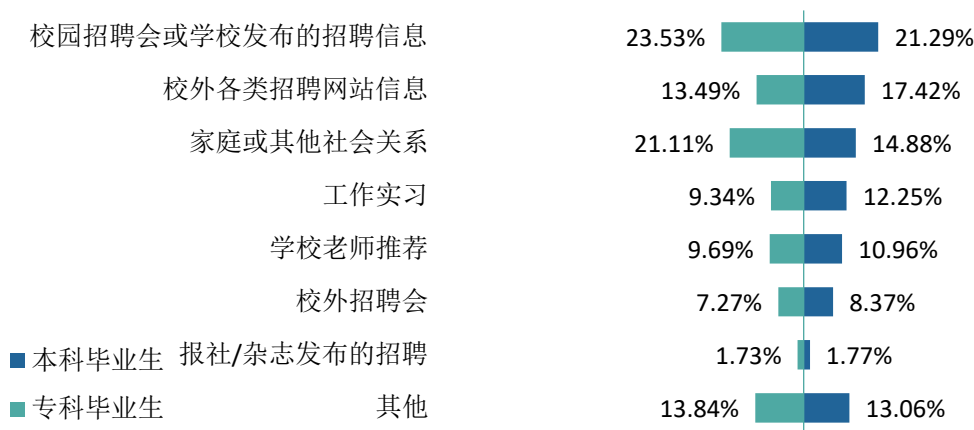 校园招聘会或学校发布的招聘信息 23.53% 21.29%
校外各类招聘网站信息 13.49% 17.42%
家庭或其他社会关系 21.11% 14.88%
工作实习 9.34% 12.25%
学校老师推荐 9.69% 10.96%
校外招聘会 7.27% 8.37%
本科毕业生 报社/杂志发布的招聘 1.73% 1.77%
专科毕业生 其他 13.84% 13.06%